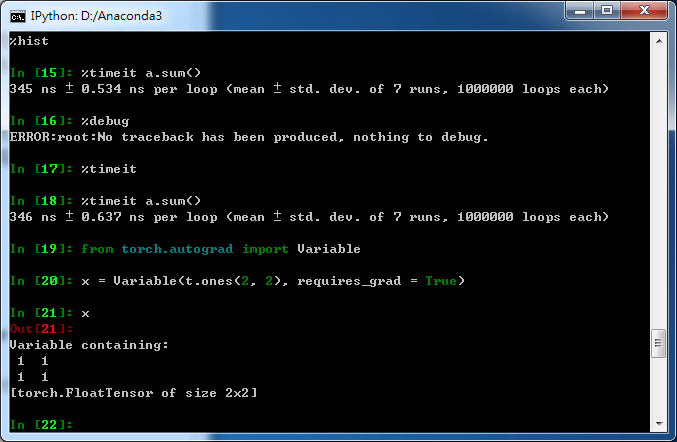 IPython: D:/Anaconda3
%hist
In [15]: %timeit a.sum()
345 ns ± 0.534 ns per loop (mean ± std. dev. of 7 runs, 1000000 loops each)
In [16]: %debug
ERROR:root:No traceback has been produced, nothing to debug.
In [17]: %timeit
In [18]: %timeit a.sum()
346 ns ± 0.637 ns per loop (mean ± std. dev. of 7 runs, 1000000 loops each)
In [19]: from torch.autograd import Variable
In [20]: x = Variable(t.ones(2, 2), requires_grad = True)
In [21]: x
Out[21]:
Variable containing:
1 1
1 1
[torch.FloatTensor of size 2x2]
In [22]: